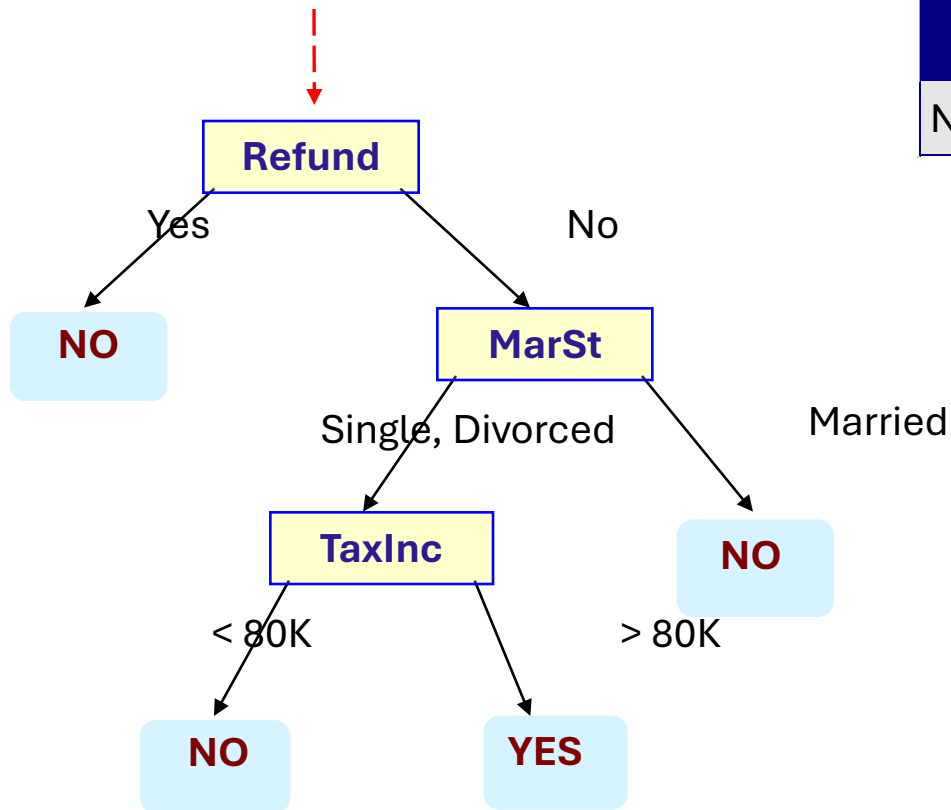 Refund
Yes
No
NO
MarSt
Single, Divorced
Married
TaxInc
NO
< 80K
> 80K
NO
YES